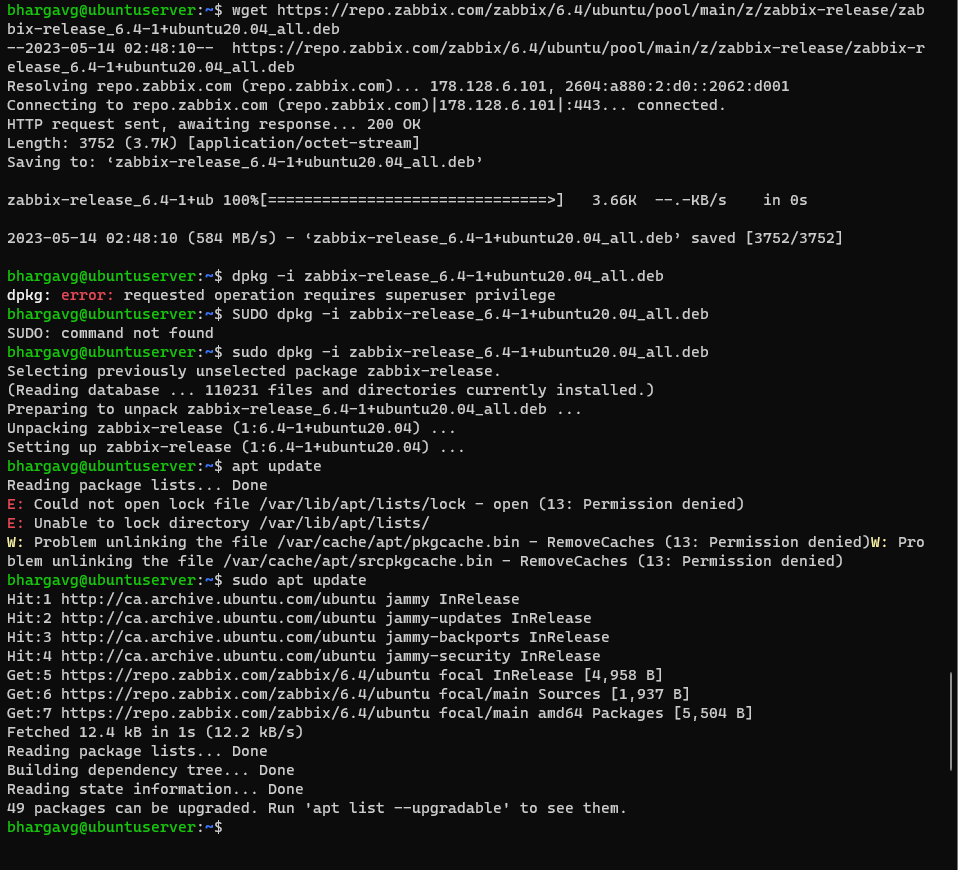 bhargavg@ubuntuserver:~$ wget https://repo.zabbix.com/zabbix/6.4/ubuntu/pool/main/z/zabbix-release/zab
bix-release_6.4-1+ubuntu20.04_all.deb
--2023-05-14 02:48:10--  https://repo.zabbix.com/zabbix/6.4/ubuntu/pool/main/z/zabbix-release/zabbix-r
elease_6.4-1+ubuntu20.04_all.deb
Resolving repo.zabbix.com (repo.zabbix.com)... 178.128.6.101, 2604:a880:2:d0::2062:d001
Connecting to repo.zabbix.com (repo.zabbix.com)|178.128.6.101|:443... connected.
HTTP request sent, awaiting response... 200 OK
Length: 3752 (3.7K) [application/octet-stream]
Saving to: ‘zabbix-release_6.4-1+ubuntu20.04_all.deb’
zabbix-release_6.4-1+ub 100%[===============================>]   3.66K  --.-KB/s    in 0s
2023-05-14 02:48:10 (584 MB/s) - ‘zabbix-release_6.4-1+ubuntu20.04_all.deb’ saved [3752/3752]
bhargavg@ubuntuserver:~$ dpkg -i zabbix-release_6.4-1+ubuntu20.04_all.deb
dpkg: error: requested operation requires superuser privilege
bhargavg@ubuntuserver:~$ SUDO dpkg -i zabbix-release_6.4-1+ubuntu20.04_all.deb
SUDO: command not found
bhargavg@ubuntuserver:~$ sudo dpkg -i zabbix-release_6.4-1+ubuntu20.04_all.deb
Selecting previously unselected package zabbix-release.
(Reading database ... 110231 files and directories currently installed.)
Preparing to unpack zabbix-release_6.4-1+ubuntu20.04_all.deb ...
Unpacking zabbix-release (1:6.4-1+ubuntu20.04) ...
Setting up zabbix-release (1:6.4-1+ubuntu20.04) ...
bhargavg@ubuntuserver:~$ apt update
Reading package lists... Done
E: Could not open lock file /var/lib/apt/lists/lock - open (13: Permission denied)
E: Unable to lock directory /var/lib/apt/lists/
W: Problem unlinking the file /var/cache/apt/pkgcache.bin - RemoveCaches (13: Permission denied)W: Pro
blem unlinking the file /var/cache/apt/srcpkgcache.bin - RemoveCaches (13: Permission denied)
bhargavg@ubuntuserver:~$ sudo apt update
Hit:1 http://ca.archive.ubuntu.com/ubuntu jammy InRelease
Hit:2 http://ca.archive.ubuntu.com/ubuntu jammy-updates InRelease
Hit:3 http://ca.archive.ubuntu.com/ubuntu jammy-backports InRelease
Hit:4 http://ca.archive.ubuntu.com/ubuntu jammy-security InRelease
Get:5 https://repo.zabbix.com/zabbix/6.4/ubuntu focal InRelease [4,958 B]
Get:6 https://repo.zabbix.com/zabbix/6.4/ubuntu focal/main Sources [1,937 B]
Get:7 https://repo.zabbix.com/zabbix/6.4/ubuntu focal/main amd64 Packages [5,504 B]
Fetched 12.4 kB in 1s (12.2 kB/s)
Reading package lists... Done
Building dependency tree... Done
Reading state information... Done
49 packages can be upgraded. Run 'apt list --upgradable' to see them.
bhargavg@ubuntuserver:~$